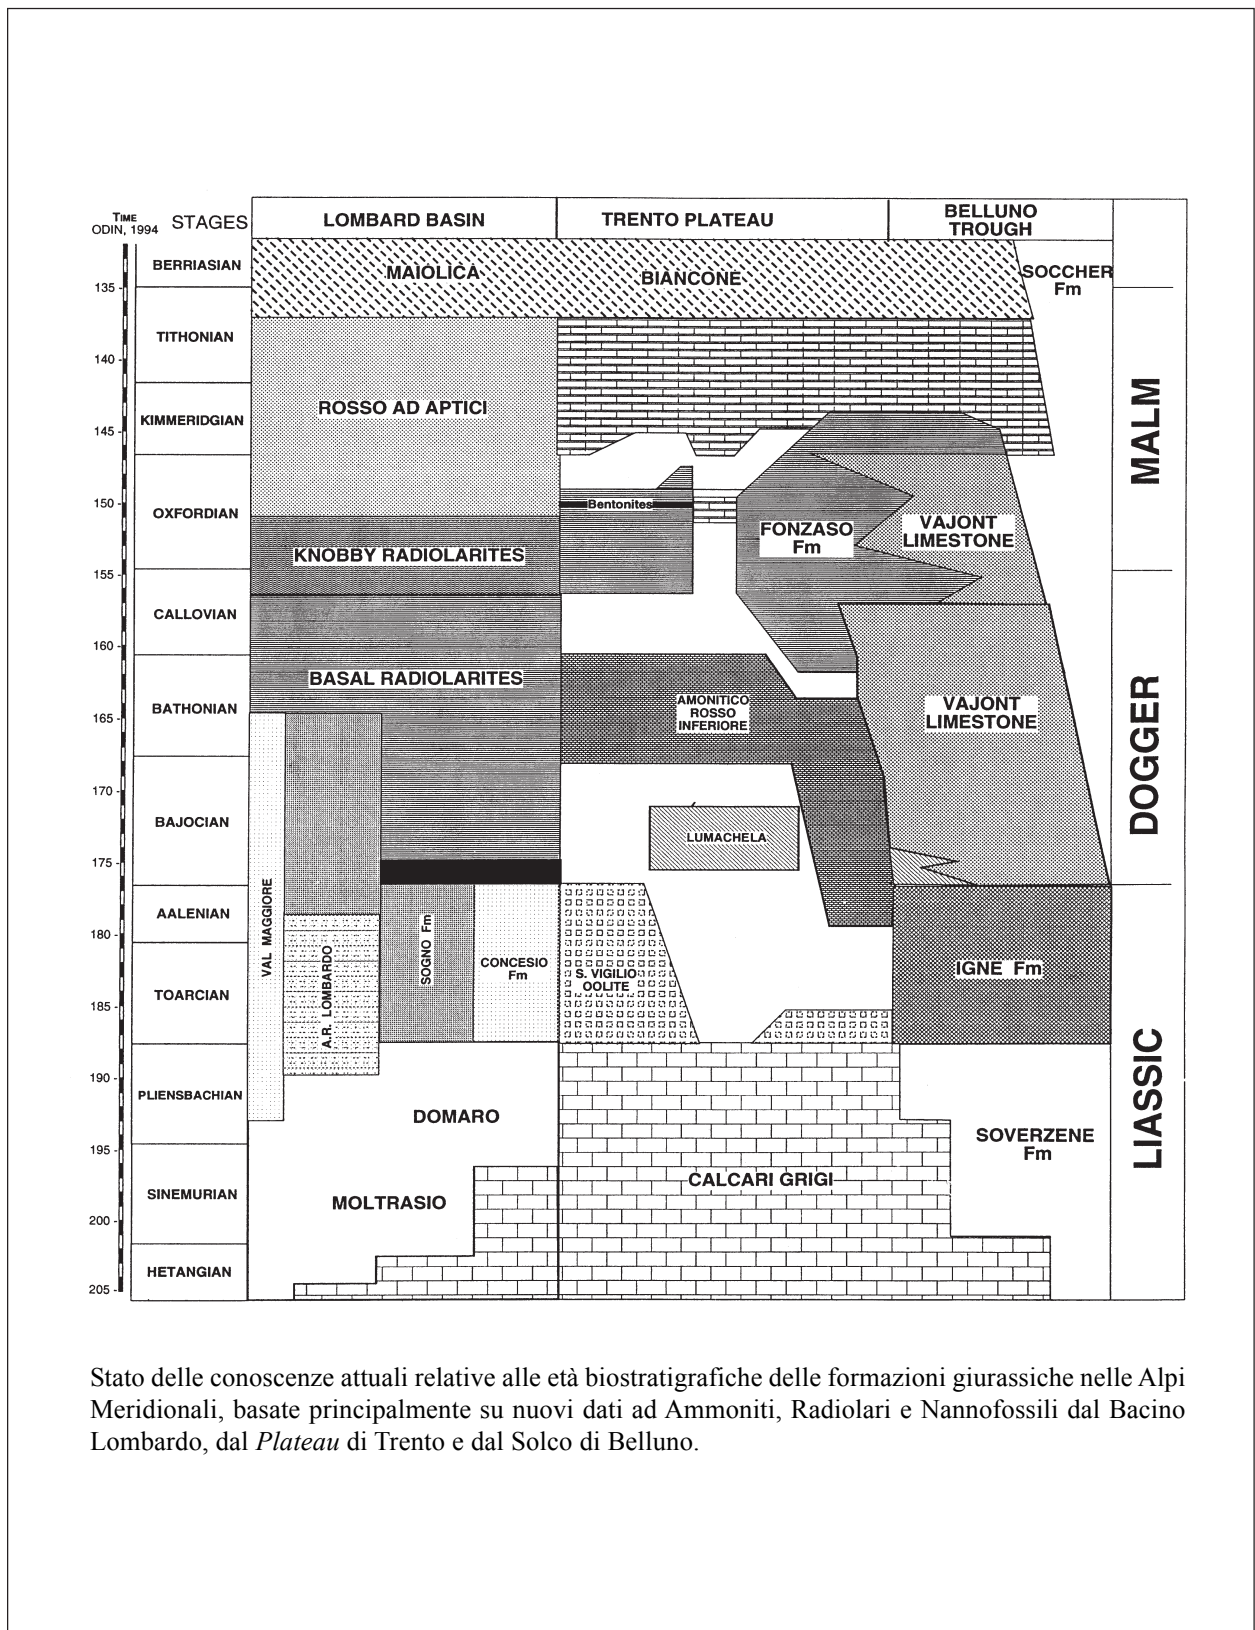 TIME
ODIN, 1994
STAGES
LOMBARD BASIN
TRENTO PLATEAU
BELLUNO
TROUGH
BERRIASIAN
MAIOLICA
BIANCONE
SOCCHER
Fm
135
TITHONIAN
140
KIMMERIDGIAN
ROSSO AD APTICI
MALM
145
150
Bentonites
OXFORDIAN
FONZASO
Fm
VAJONT
LIMESTONE
KNOBBY RADIOLARITES
155
CALLOVIAN
160
BASAL RADIOLARITES
BATHONIAN
AMONITICO
ROSSO
INFERIORE
VAJONT
LIMESTONE
165
DOGGER
170
BAJOCIAN
LUMACHELA
175
AALENIAN
VAL MAGGIORE
A.R. LOMBARDO
SOGNO Fm
CONCESIO
Fm
S. VIGILIO
OOLITE
IGNE Fm
180
TOARCIAN
185
190
PLIENSBACHIAN
DOMARO
SOVERZENE
Fm
LIASSIC
195
SINEMURIAN
MOLTRASIO
CALCARI GRIGI
200
HETANGIAN
205
Stato delle conoscenze attuali relative alle età biostratigrafiche delle formazioni giurassiche nelle Alpi
Meridionali, basate principalmente su nuovi dati ad Ammoniti, Radiolari e Nannofossili dal Bacino
Lombardo, dal Plateau di Trento e dal Solco di Belluno.